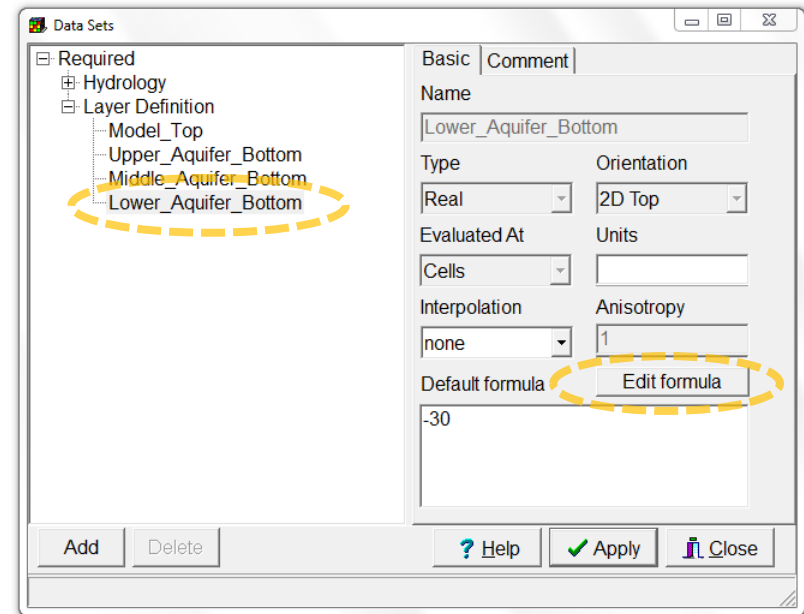 Data Sets
Required
Hydrology
Layer Definition
Model_Top
Upper_Aquifer_Bottom
Middle_Aquifer_Bottom
Lower_Aquifer_Bottom
Basic Comment
Name
Lower_Aquifer_Bottom
Type Orientation
Real 2D Top
Evaluated At Units
Cells
Interpolation Anisotropy
none 1
Default formula Edit formula
-30
Add Delete ? Help Apply Close